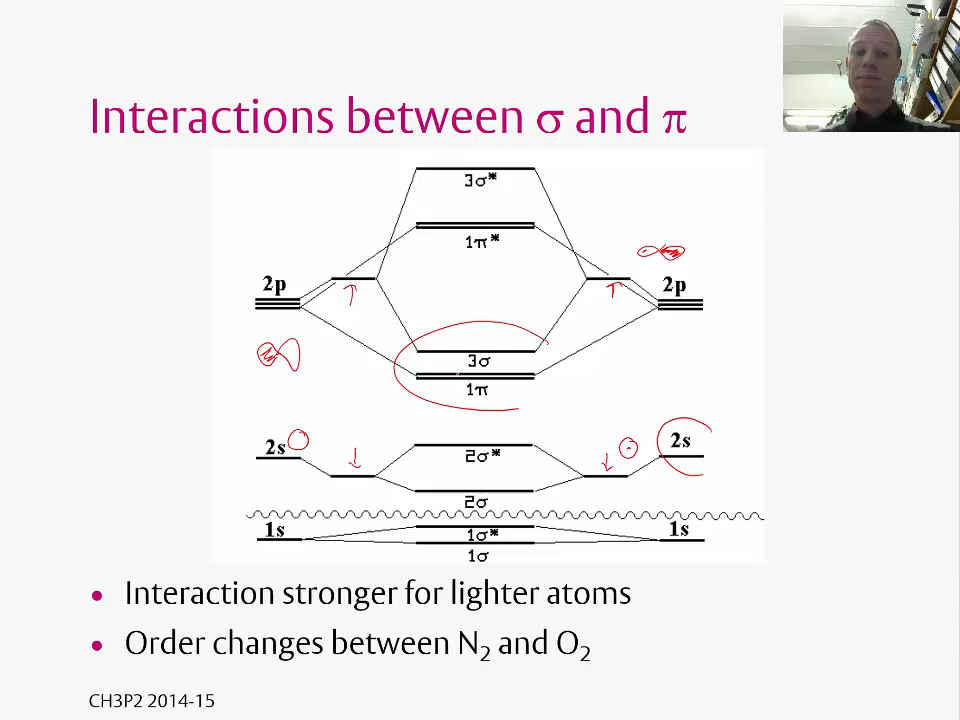 Interactions between σ and π
3σ*
1π*
2p 2p
3σ
1π
2s 2s
2σ*
2σ
1s 1s
1σ*
1σ
• Interaction stronger for lighter atoms
• Order changes between N₂ and O₂
CH3P2 2014-15